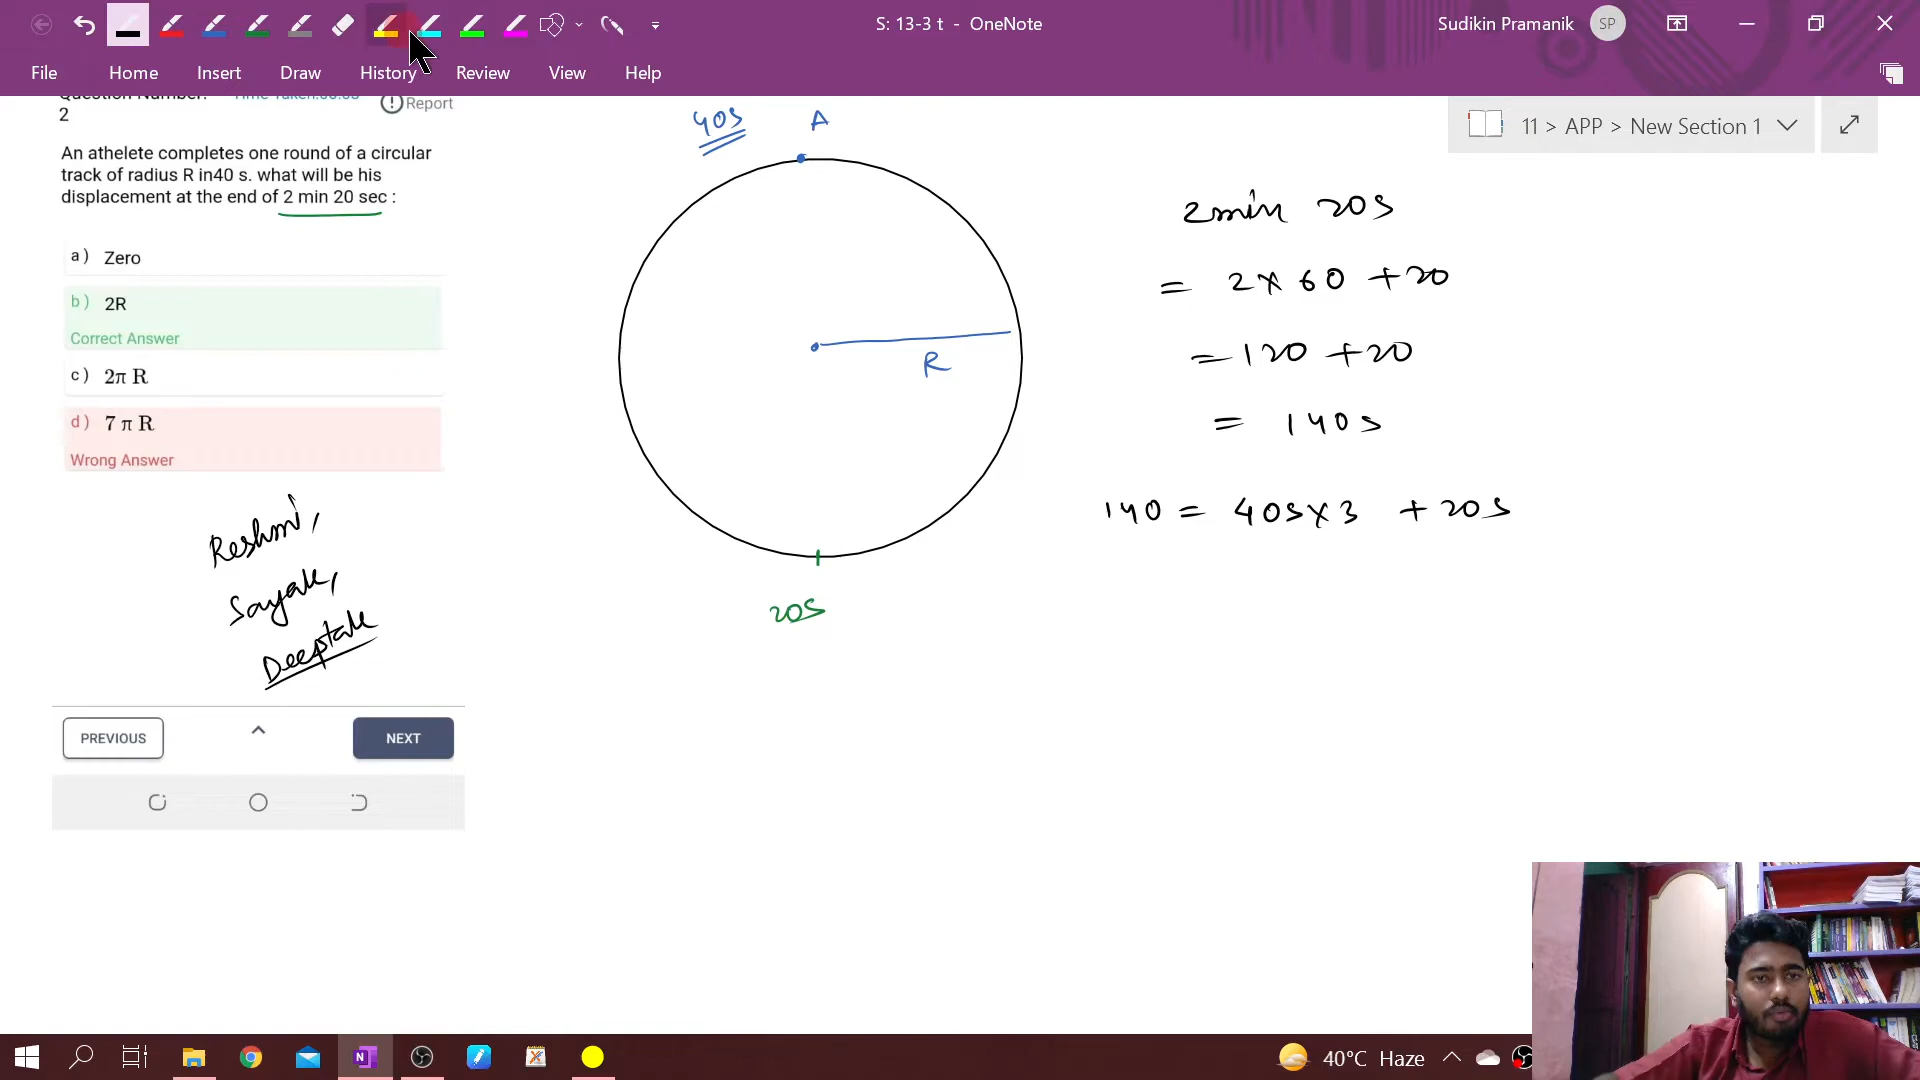 S: 13-3 t - OneNote
Sudikin Pramanik
SP
File
Home
Insert
Draw
History
Review
View
Help
11 > APP > New Section 1
2
Report
An athelete completes one round of a circular
track of radius R in40 s. what will be his
displacement at the end of 2 min 20 sec :
a) Zero
b) 2R
Correct Answer
c) 2π R
d) 7 π R
Wrong Answer
Reshmi,
Sayak,
PREVIOUS
NEXT
40s
A
R
20s
2min 20s
= 2 x 60 + 20
= 120 + 20
= 140s
140 = 40s x 3 + 20s
40°C Haze